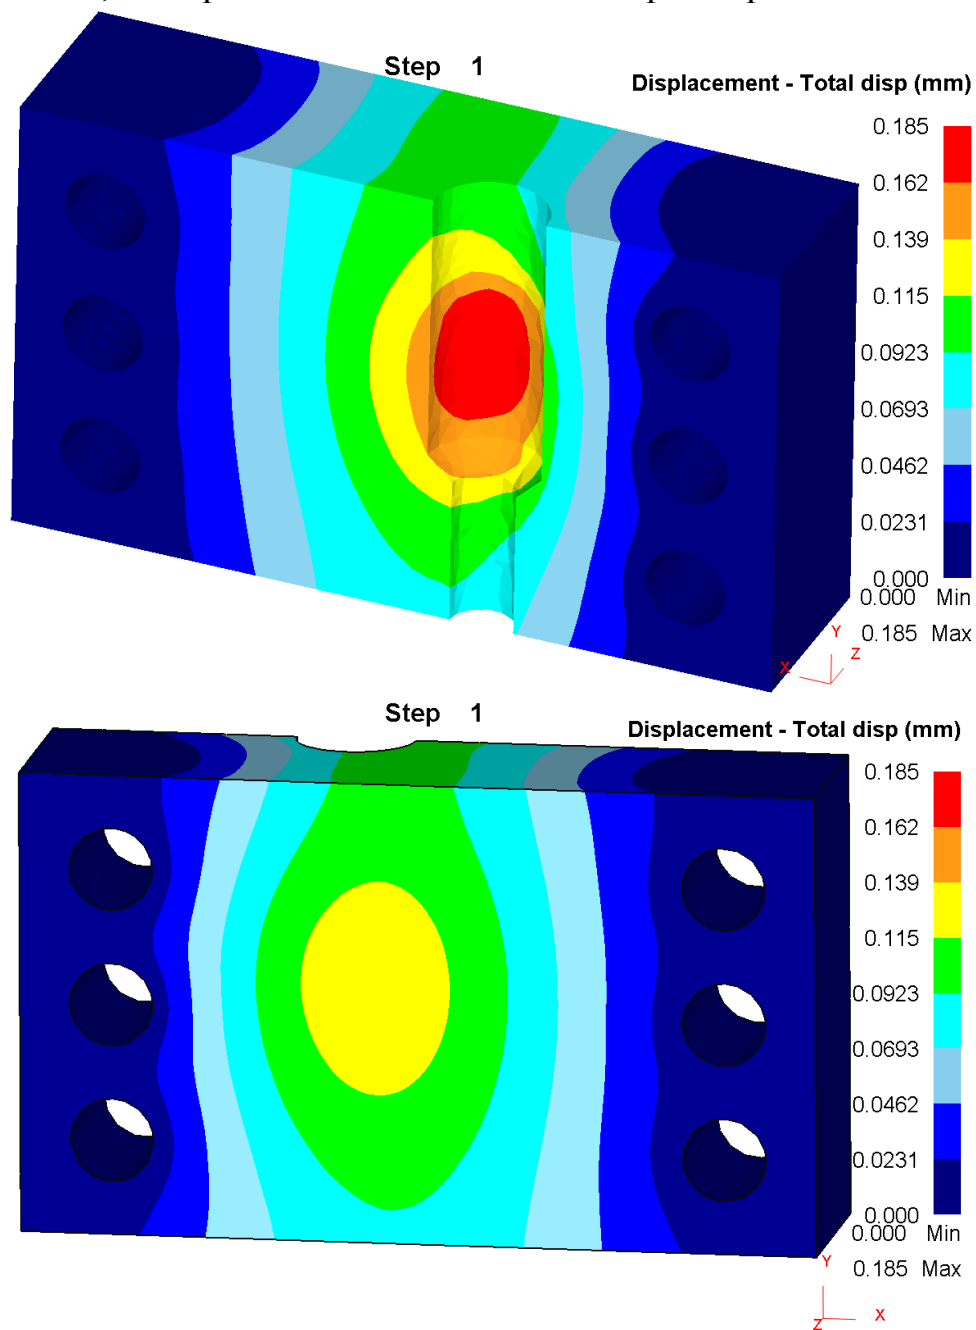 Step 1
Displacement - Total disp (mm)
0.185
0.162
0.139
0.115
0.0923
0.0693
0.0462
0.0231
0.000
0.000 Min
0.185 Max
X Y Z
Step 1
Displacement - Total disp (mm)
0.185
0.162
0.139
0.115
0.0923
0.0693
0.0462
0.0231
0.000
0.000 Min
0.185 Max
Y
X
Z